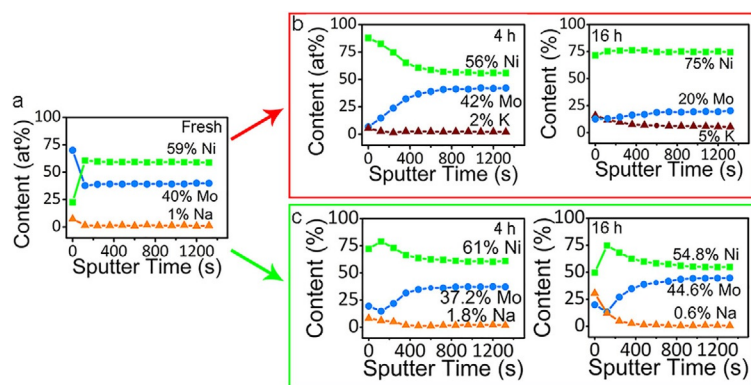 a
Content (at%)
100
75
50
25
0
Fresh
59% Ni
40% Mo
1% Na
0 400 800 1200
Sputter Time (s)
b
Content (at%)
100
75
50
25
0
4 h
56% Ni
42% Mo
2% K
0 400 800 1200
Sputter Time (s)
Content (%)
100
75
50
25
0
16 h
75% Ni
20% Mo
5% K
0 400 800 1200
Sputter Time (s)
c
Content (%)
100
75
50
25
0
4 h
61% Ni
37.2% Mo
1.8% Na
0 400 800 1200
Sputter Time (s)
Content (%)
100
75
50
25
0
16 h
54.8% Ni
44.6% Mo
0.6% Na
0 400 800 1200
Sputter Time (s)